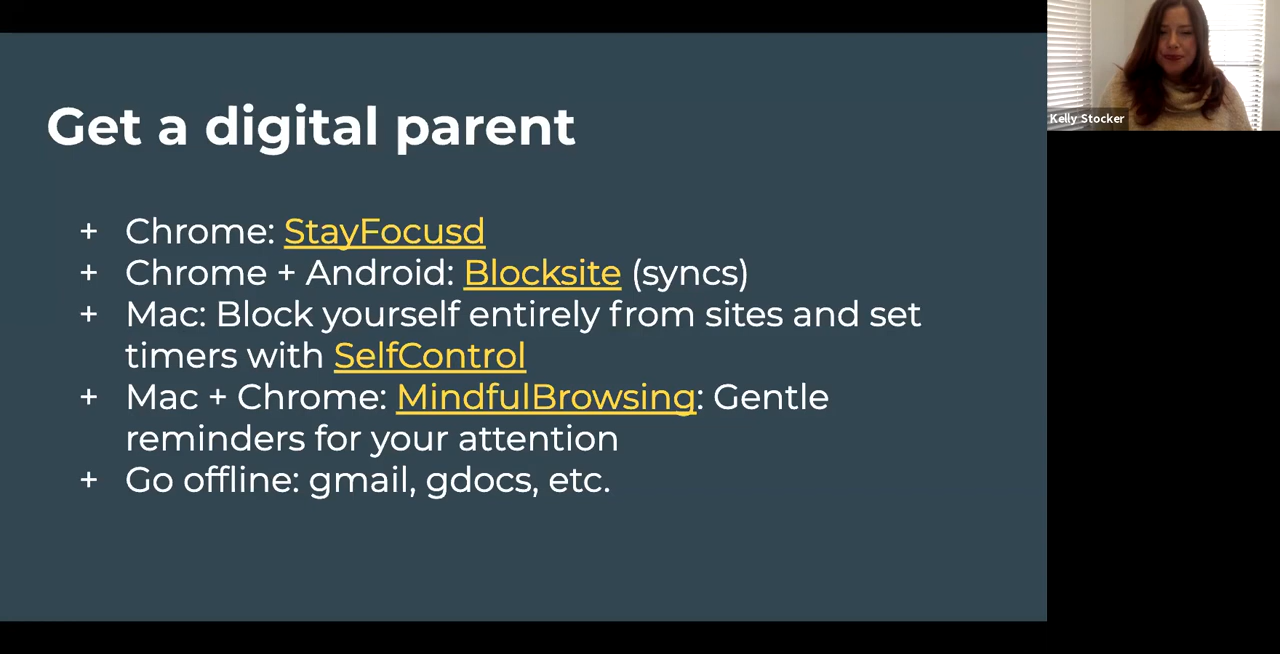 Get a digital parent
+ Chrome: StayFocusd
+ Chrome + Android: Blocksite (syncs)
+ Mac: Block yourself entirely from sites and set
timers with SelfControl
+ Mac + Chrome: MindfulBrowsing: Gentle
reminders for your attention
+ Go offline: gmail, gdocs, etc.
Kelly Stocker